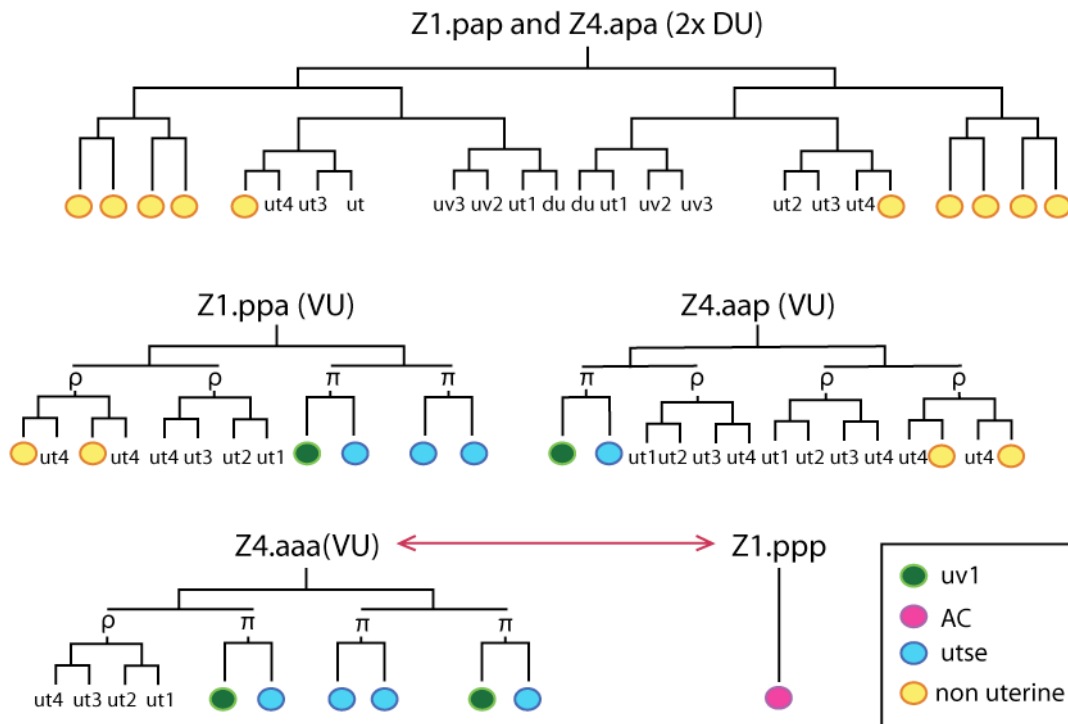 Z1.pap and Z4.apa (2x DU)
ut4 ut3 ut uv3 uv2 ut1 du du ut1 uv2 uv3 ut2 ut3 ut4
Z1.ppa (VU) Z4.aap (VU)
ρ ρ π π π ρ ρ ρ
ut4 ut4 ut4 ut3 ut2 ut1 ut1 ut2 ut3 ut4 ut1 ut2 ut3 ut4 ut4 ut4
Z4.aaa(VU) Z1.ppp
ρ π π π
ut4 ut3 ut2 ut1
uv1
AC
utse
non uterine